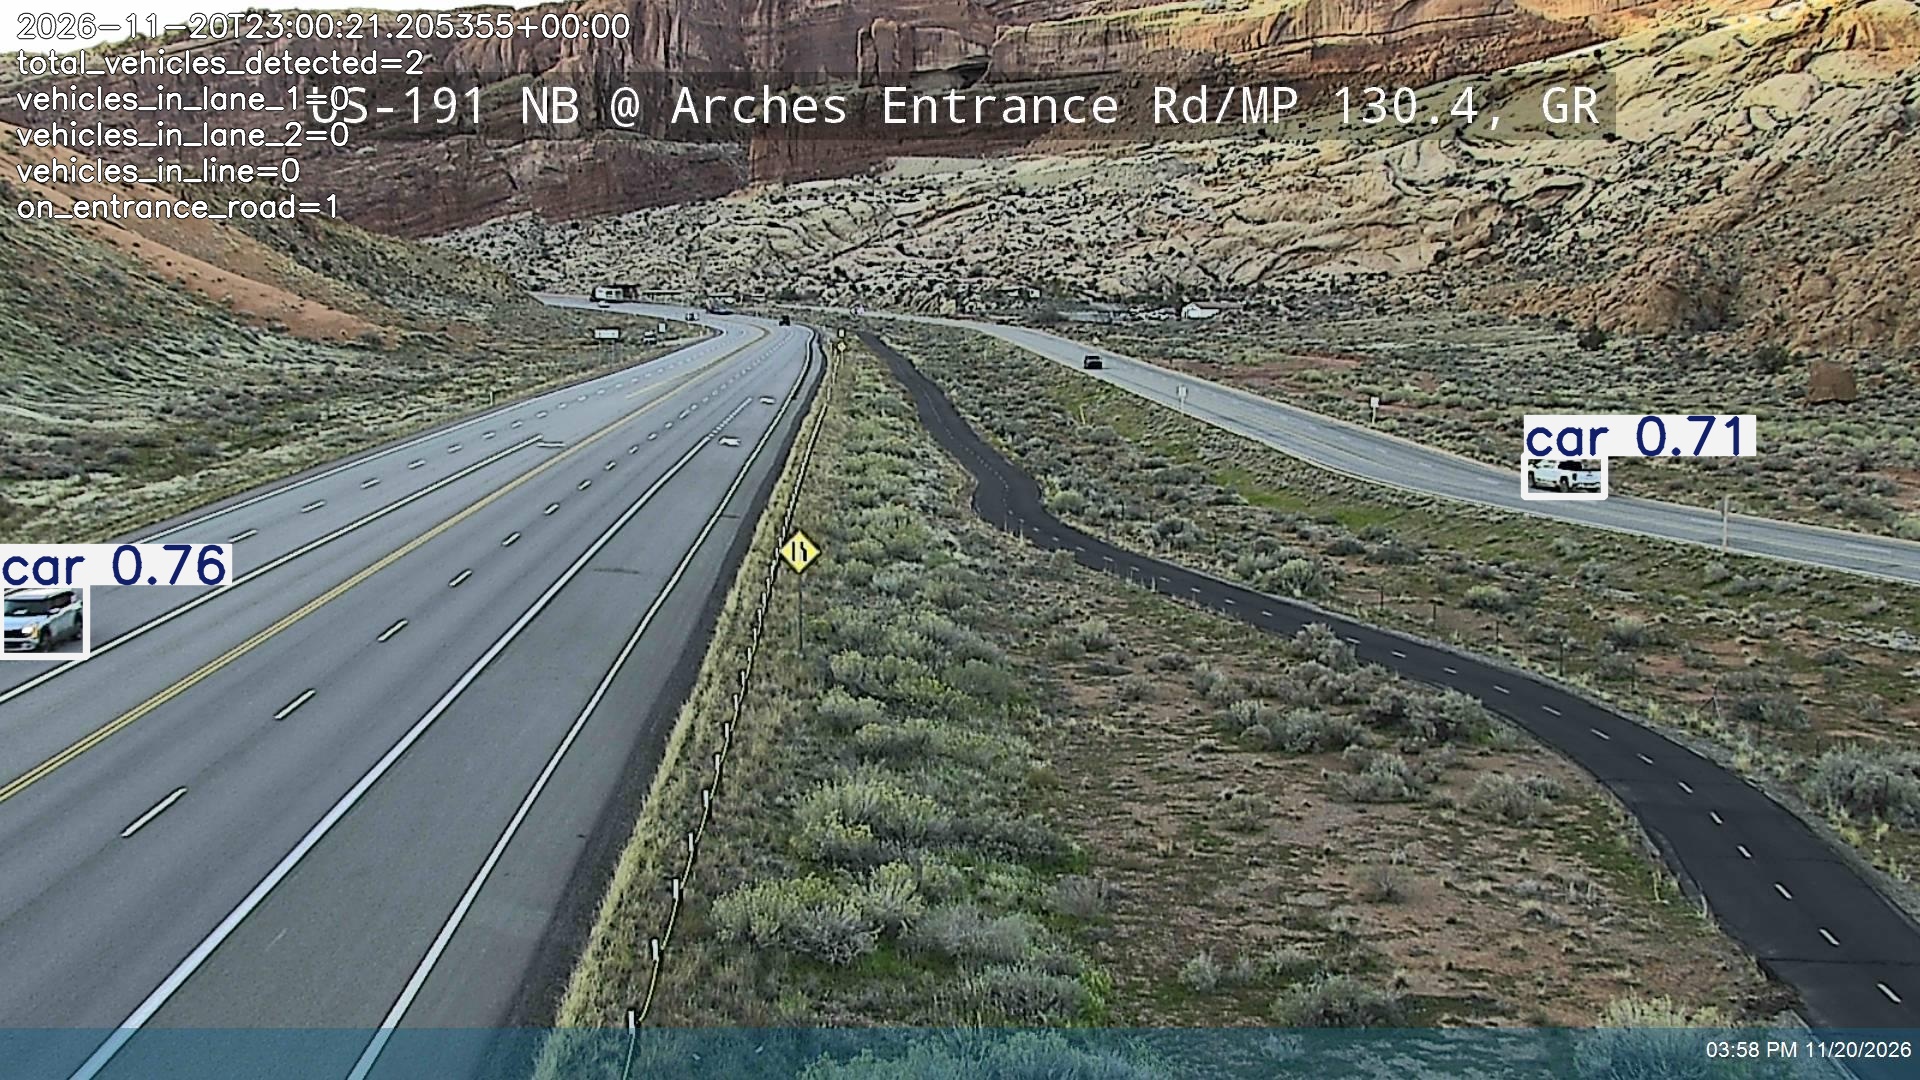 2026-11-20T23:00:21.205355+00:00
total_vehicles_detected=2
vehicles_in_lane_1=0
US-191 NB @ Arches Entrance Rd/MP 130.4, GR
vehicles_in_lane_2=0
vehicles_in_line=0
on_entrance_road=1
car 0.71
car 0.76
03:58 PM 11/20/2026